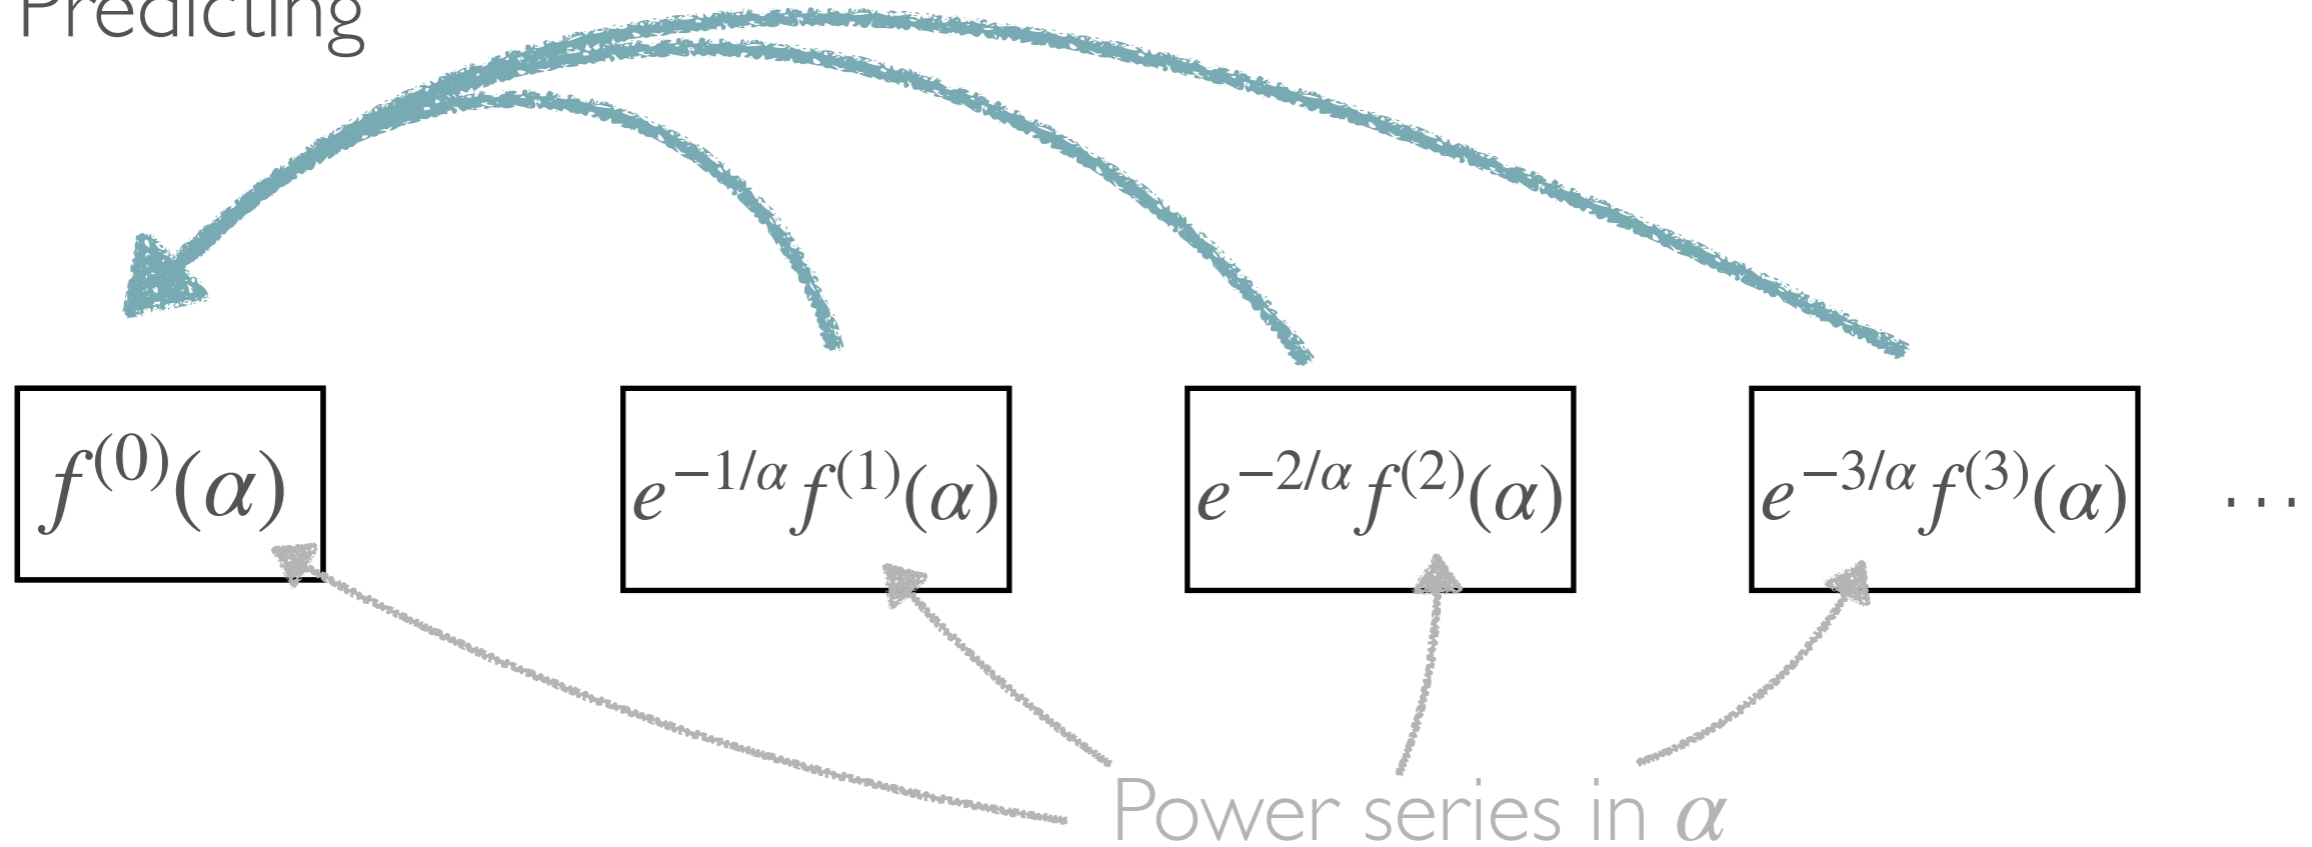 Predicting
f^{(0)}(α) e^{-1/α} f^{(1)}(α) e^{-2/α} f^{(2)}(α) e^{-3/α} f^{(3)}(α) ...
Power series in α